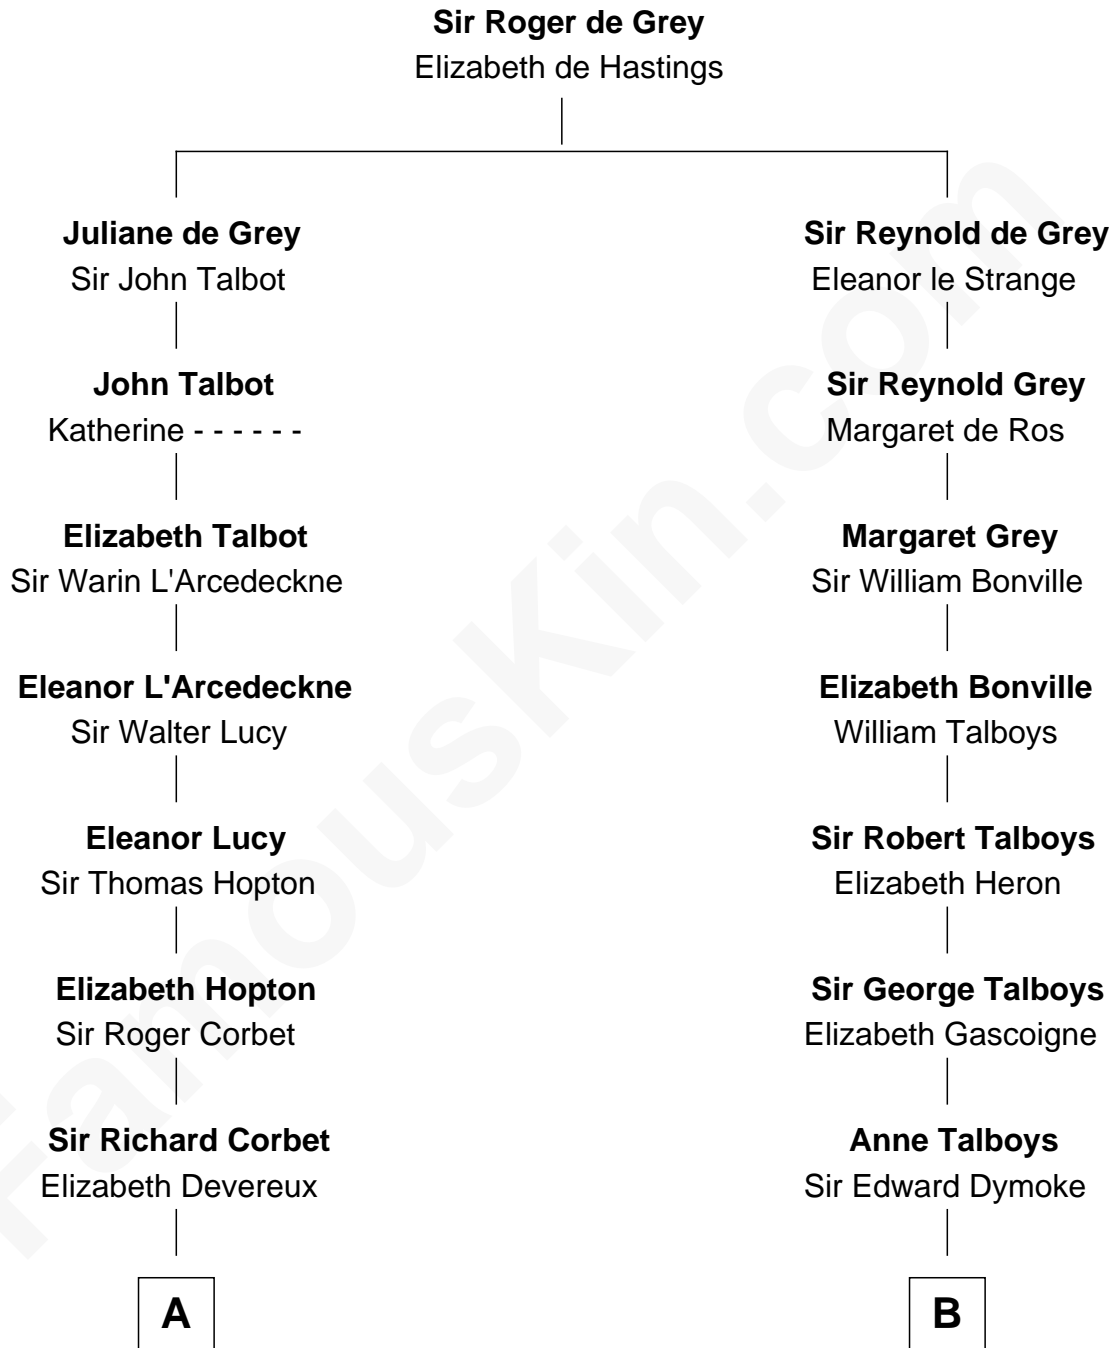 Sir Roger de Grey
Elizabeth de Hastings
Juliane de Grey
Sir John Talbot
John Talbot
Katherine - - - - - -
Elizabeth Talbot
Sir Warin L'Arcedeckne
Eleanor L'Arcedeckne
Sir Walter Lucy
Eleanor Lucy
Sir Thomas Hopton
Elizabeth Hopton
Sir Roger Corbet
Sir Richard Corbet
Elizabeth Devereux
A
Sir Reynold de Grey
Eleanor le Strange
Sir Reynold Grey
Margaret de Ros
Margaret Grey
Sir William Bonville
Elizabeth Bonville
William Talboys
Sir Robert Talboys
Elizabeth Heron
Sir George Talboys
Elizabeth Gascoigne
Anne Talboys
Sir Edward Dymoke
B
FamousKin.com